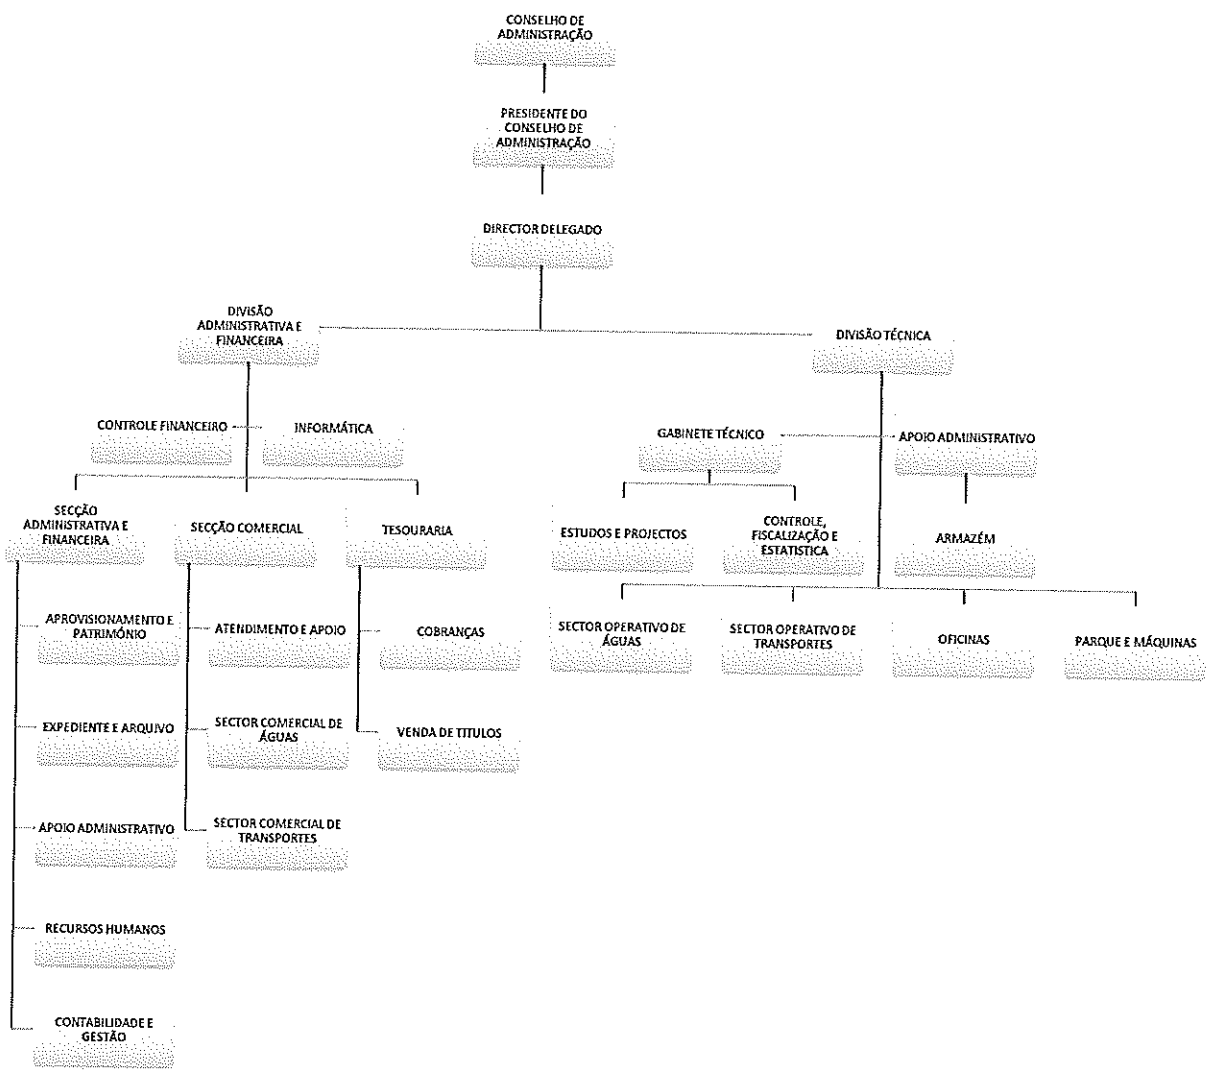 CONSELHO DE
ADMINISTRAÇÃO
PRESIDENTE DO
CONSELHO DE
ADMINISTRAÇÃO
DIRECTOR DELEGADO
DIVISÃO
ADMINISTRATIVA E
FINANCEIRA
DIVISÃO TÉCNICA
CONTROLE FINANCEIRO
INFORMÁTICA
GABINETE TÉCNICO
APOIO ADMINISTRATIVO
SECÇÃO
ADMINISTRATIVA E
FINANCEIRA
SECÇÃO COMERCIAL
TESOURARIA
ESTUDOS E PROJECTOS
CONTROLE,
FISCALIZAÇÃO E
ESTATISTICA
ARMAZÉM
APROVISIONAMENTO E
PATRIMÓNIO
ATENDIMENTO E APOIO
COBRANÇAS
SECTOR OPERATIVO DE
ÁGUAS
SECTOR OPERATIVO DE
TRANSPORTES
OFICINAS
PARQUE E MÁQUINAS
EXPEDIENTE E ARQUIVO
SECTOR COMERCIAL DE
ÁGUAS
VENDA DE TITULOS
APOIO ADMINISTRATIVO
SECTOR COMERCIAL DE
TRANSPORTES
RECURSOS HUMANOS
CONTABILIDADE E
GESTÃO